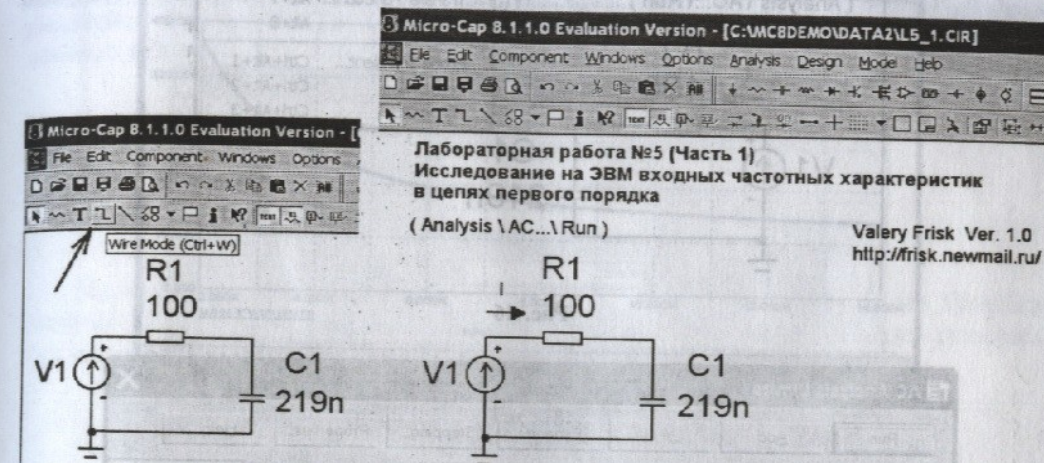 Micro-Cap 8.1.1.0 Evaluation Version - [C:\MC8DEMO\DATA2\L5_1.CIR]
File Edit Component Windows Options Analysis Design Model Help
TEXT
Лабораторная работа №5 (Часть 1)
Исследование на ЭВМ входных частотных характеристик
в цепях первого порядка
( Analysis \ AC...\ Run )
Valery Frisk Ver. 1.0
http://frisk.newmail.ru/
Micro-Cap 8.1.1.0 Evaluation Version - [
File Edit Component Windows Options
TEXT
Wire Mode (Ctrl+W)
R1
100
V1
+
-
C1
219n
I
R1
100
V1
+
-
C1
219n